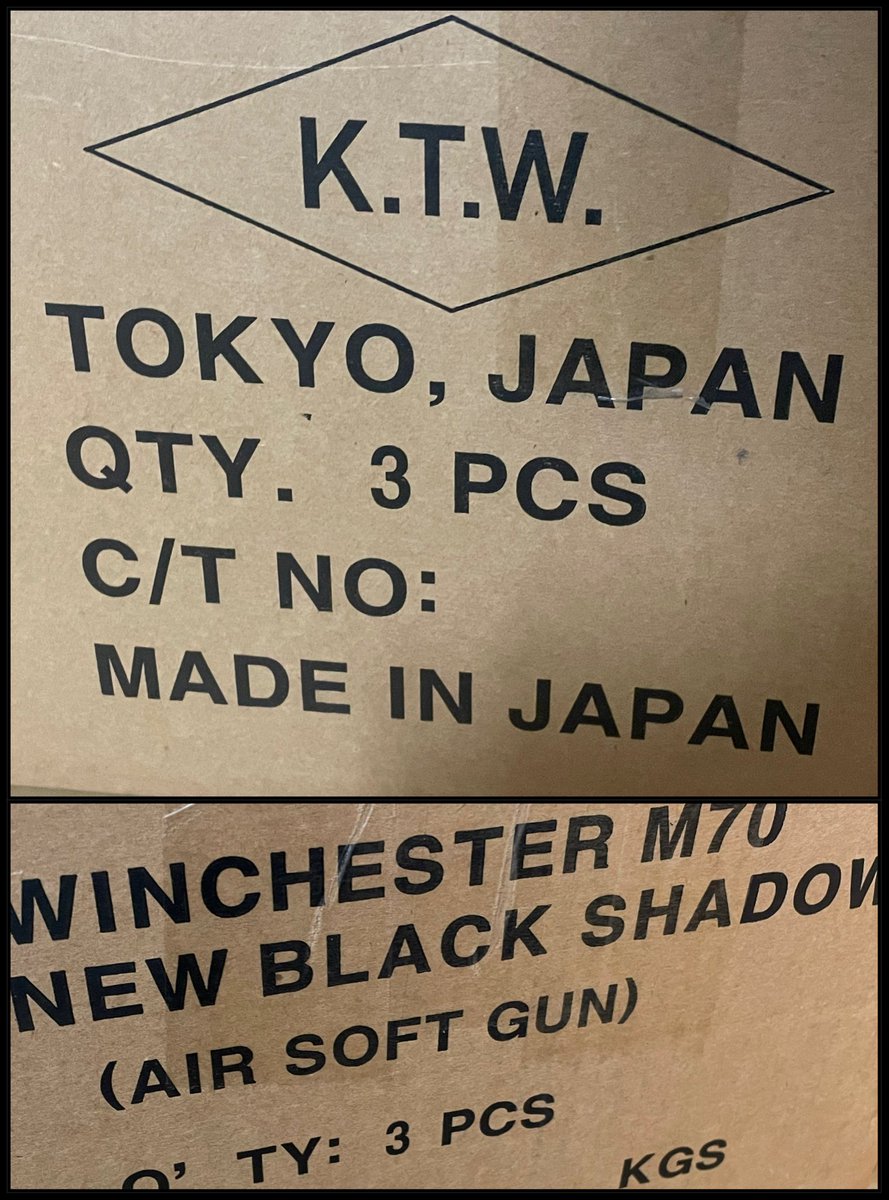 K.T.W.
TOKYO, JAPAN
QTY. 3 PCS
C/T NO:
MADE IN JAPAN
WINCHESTER M70
NEW BLACK SHADOW
(AIR SOFT GUN)
Q' TY: 3 PCS
KGS